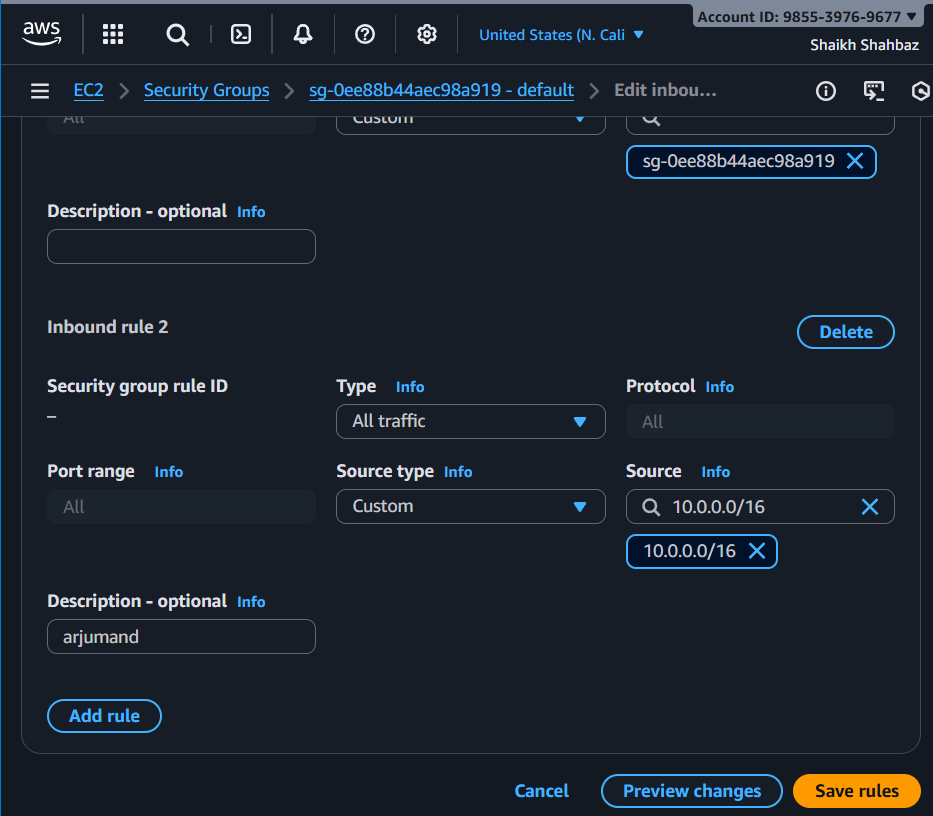 aws
United States (N. Cali
Account ID: 9855-3976-9677
Shaikh Shahbaz
EC2 Security Groups sg-0ee88b44aec98a919 - default Edit inbou...
All Custom
sg-0ee88b44aec98a919
Description - optional Info
Inbound rule 2
Delete
Security group rule ID Type Info Protocol Info
– All traffic All
Port range Info Source type Info Source Info
All Custom 10.0.0.0/16
10.0.0.0/16
Description - optional Info
arjumand
Add rule
Cancel Preview changes Save rules